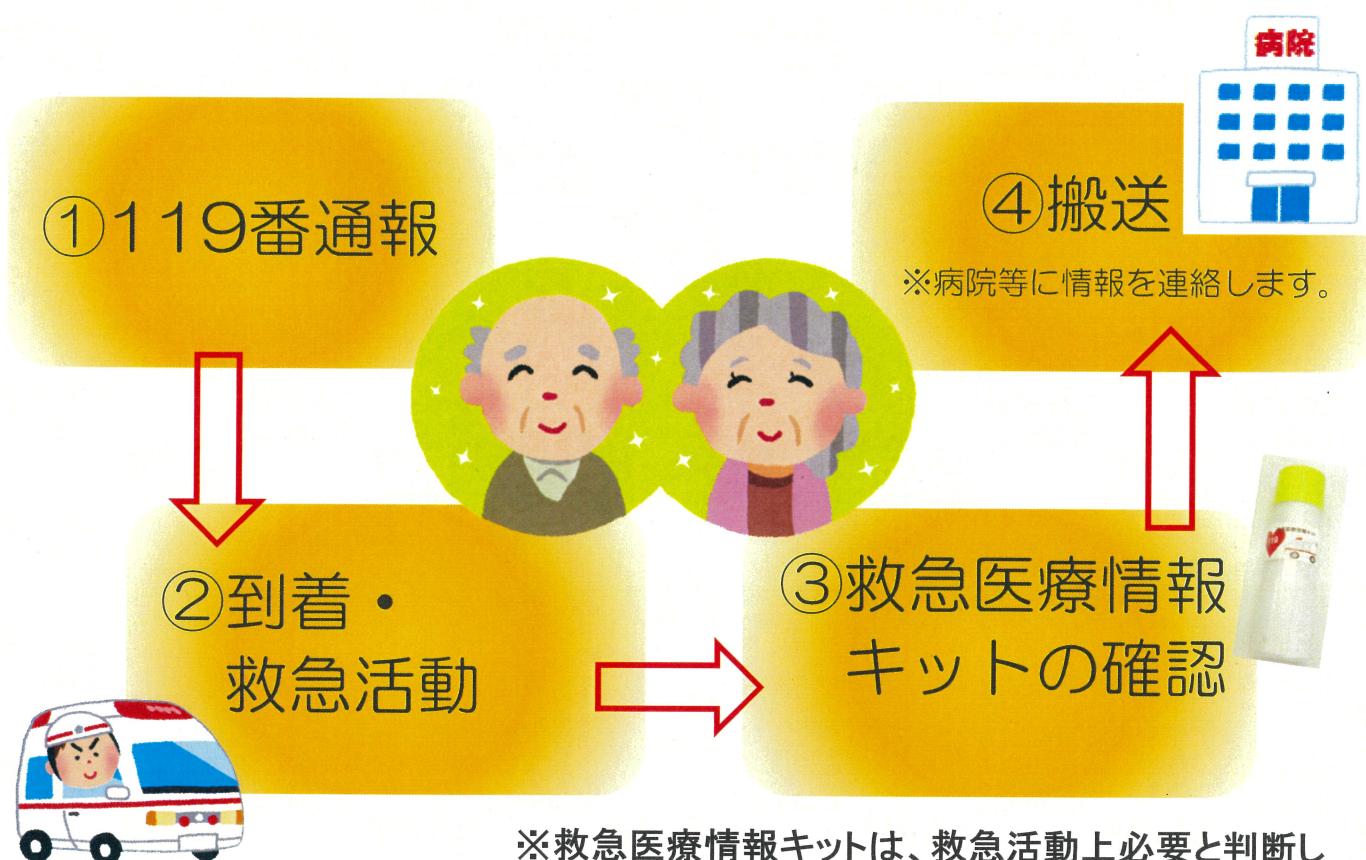 ①119番通報
②到着・
救急活動
③救急医療情報
キットの確認
④搬送
※病院等に情報を連絡します。
病院
※救急医療情報キットは、救急活動上必要と判断し